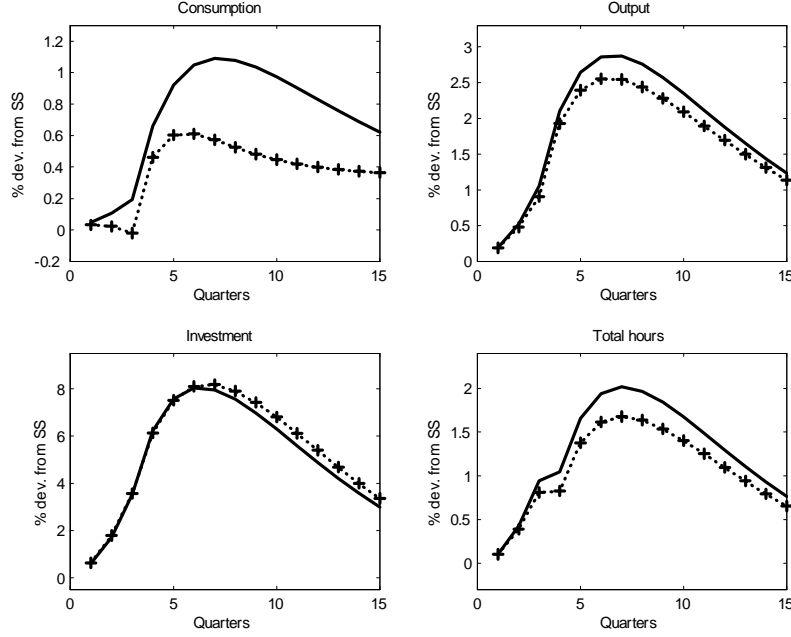 Consumption
1.2
1
0.8
0.6
0.4
0.2
0
-0.2
% dev. from SS
0 5 10 15
Quarters
Output
3
2.5
2
1.5
1
0.5
0
% dev. from SS
0 5 10 15
Quarters
Investment
8
6
4
2
0
% dev. from SS
0 5 10 15
Quarters
Total hours
2
1.5
1
0.5
0
% dev. from SS
0 5 10 15
Quarters